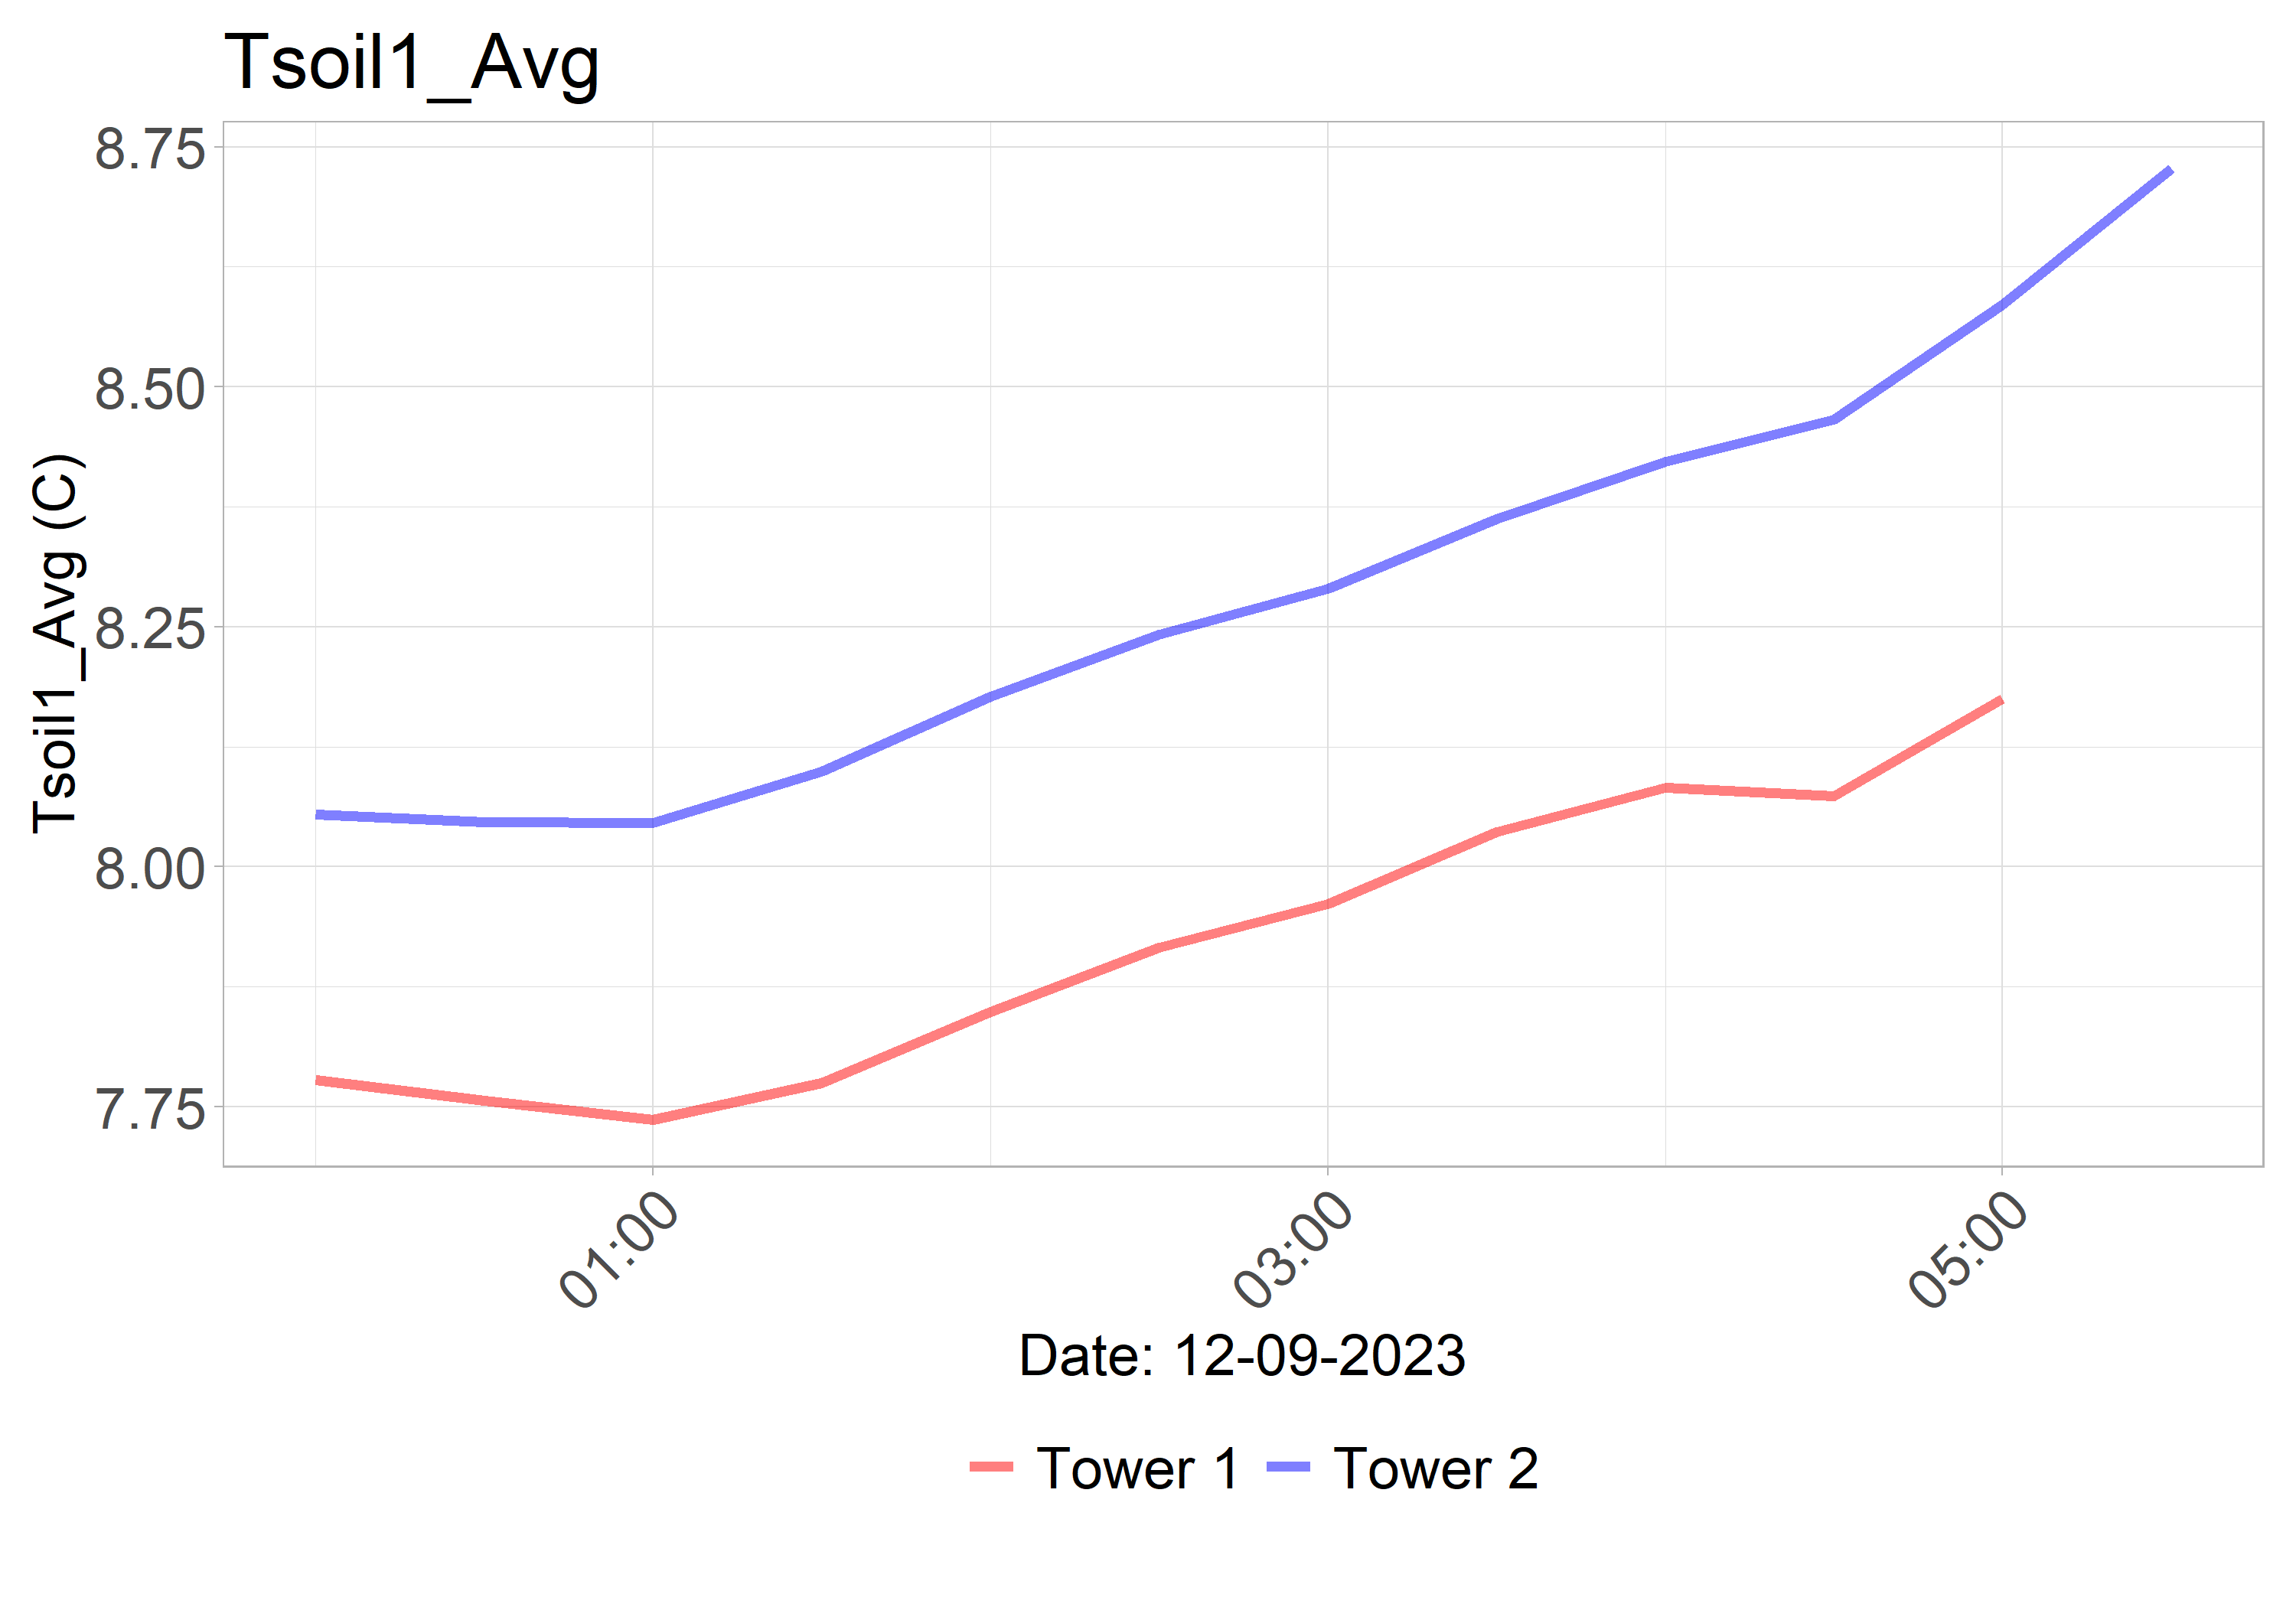 Tsoil1_Avg
Tsoil1_Avg (C)
8.75
8.50
8.25
8.00
7.75
01:00
03:00
05:00
Date: 12-09-2023
Tower 1
Tower 2